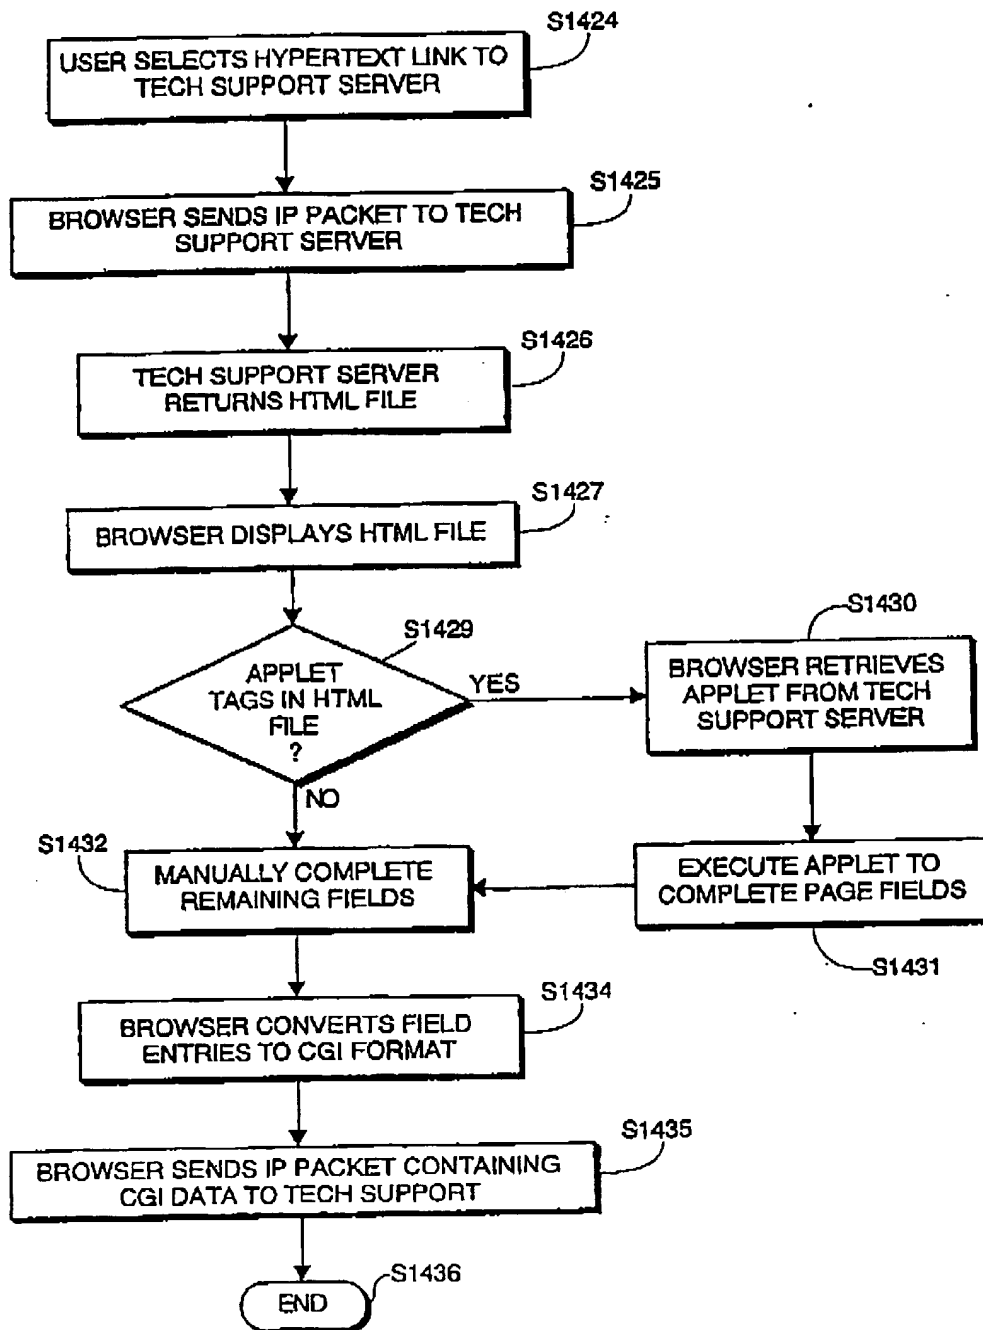 S1424
USER SELECTS HYPERTEXT LINK TO
TECH SUPPORT SERVER
S1425
BROWSER SENDS IP PACKET TO TECH
SUPPORT SERVER
S1426
TECH SUPPORT SERVER
RETURNS HTML FILE
S1427
BROWSER DISPLAYS HTML FILE
S1429
APPLET
TAGS IN HTML
FILE
?
YES
NO
S1430
BROWSER RETRIEVES
APPLET FROM TECH
SUPPORT SERVER
EXECUTE APPLET TO
COMPLETE PAGE FIELDS
S1431
S1432
MANUALLY COMPLETE
REMAINING FIELDS
S1434
BROWSER CONVERTS FIELD
ENTRIES TO CGI FORMAT
S1435
BROWSER SENDS IP PACKET CONTAINING
CGI DATA TO TECH SUPPORT
S1436
END